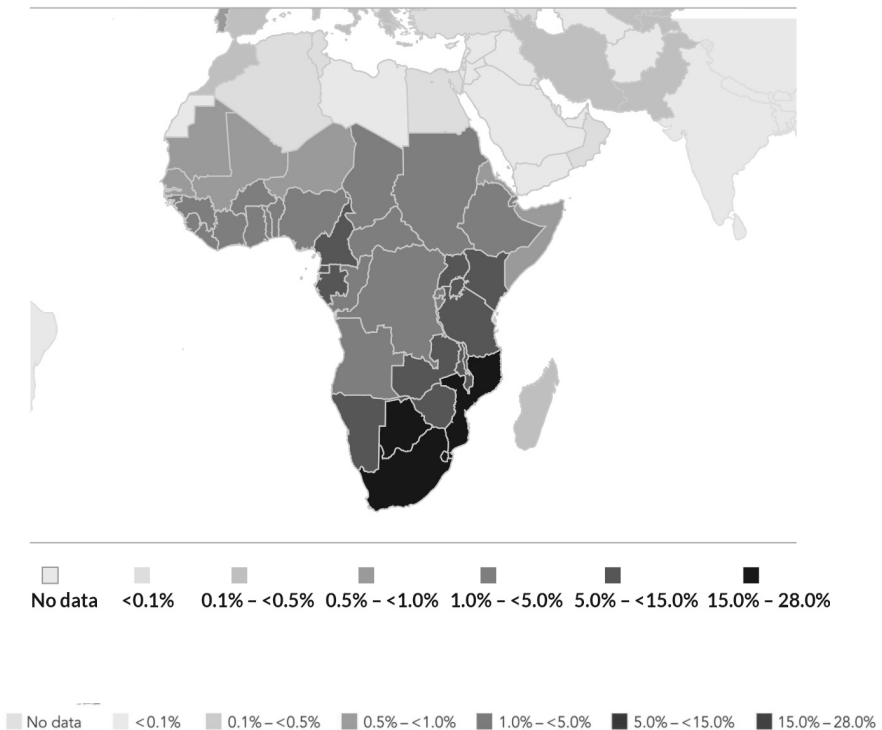 No data <0.1% 0.1% – <0.5% 0.5% – <1.0% 1.0% – <5.0% 5.0% – <15.0% 15.0% – 28.0%
No data <0.1% 0.1% – <0.5% 0.5% – <1.0% 1.0% – <5.0% 5.0% – <15.0% 15.0% – 28.0%